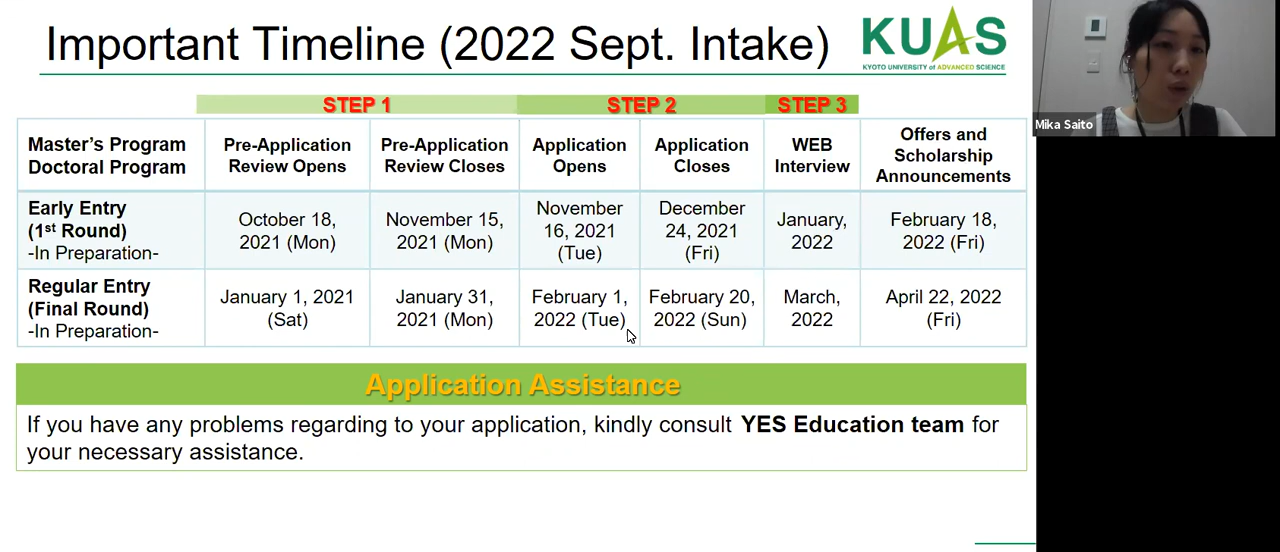 Important Timeline (2022 Sept. Intake)
KUAS
KYOTO UNIVERSITY of ADVANCED SCIENCE
Mika Saito
STEP 1
STEP 2
STEP 3
Master's Program
Doctoral Program
Pre-Application
Review Opens
Pre-Application
Review Closes
Application
Opens
Application
Closes
WEB
Interview
Offers and
Scholarship
Announcements
Early Entry
(1st Round)
-In Preparation-
October 18,
2021 (Mon)
November 15,
2021 (Mon)
November
16, 2021
(Tue)
December
24, 2021
(Fri)
January,
2022
February 18,
2022 (Fri)
Regular Entry
(Final Round)
-In Preparation-
January 1, 2021
(Sat)
January 31,
2021 (Mon)
February 1,
2022 (Tue)
February 20,
2022 (Sun)
March,
2022
April 22, 2022
(Fri)
Application Assistance
If you have any problems regarding to your application, kindly consult YES Education team for
your necessary assistance.